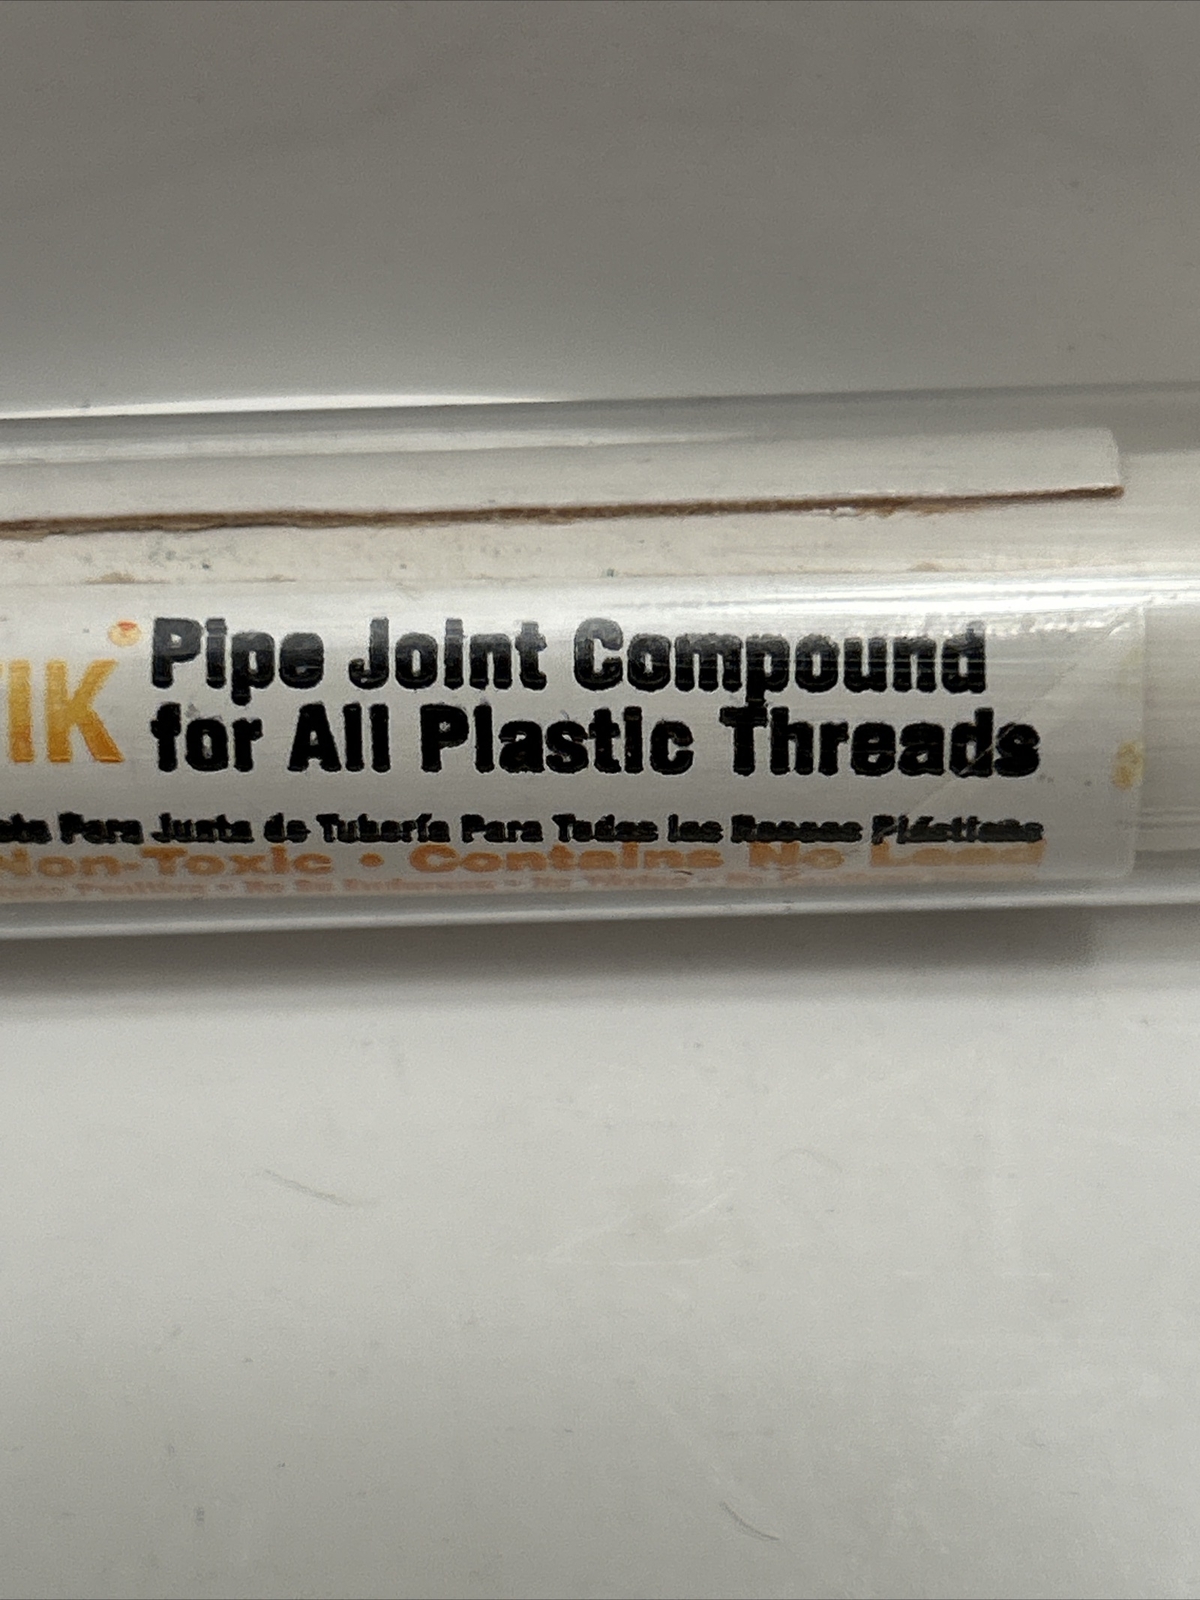 TIK®
Pipe Joint Compound
for All Plastic Threads
Para Junta de Tubería Para Todas las Roscas Plásticas
Non-Toxic • Contains No Lead